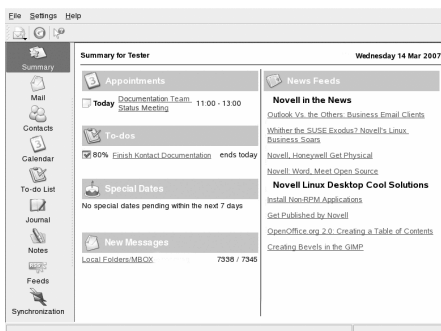 File Settings Help
Summary
Mail
Contacts
Calendar
To-do List
Journal
Notes
Feeds
Synchronization
Summary for Tester
Wednesday 14 Mar 2007
Appointments
Today Documentation Team Status Meeting 11:00 - 13:00
To-dos
80% Finish Kontact Documentation ends today
Special Dates
No special dates pending within the next 7 days
New Messages
Local Folders/MBOX 7338 / 7345
News Feeds
Novell in the News
Outlook Vs. the Others: Business Email Clients
Whither the SUSE Exodus? Novell's Linux
Business Soars
Novell, Honeywell Get Physical
Novell: Word, Meet Open Source
Novell Linux Desktop Cool Solutions
Install Non-RPM Applications
Get Published by Novell
OpenOffice.org 2.0: Creating a Table of Contents
Creating Bevels in the GIMP